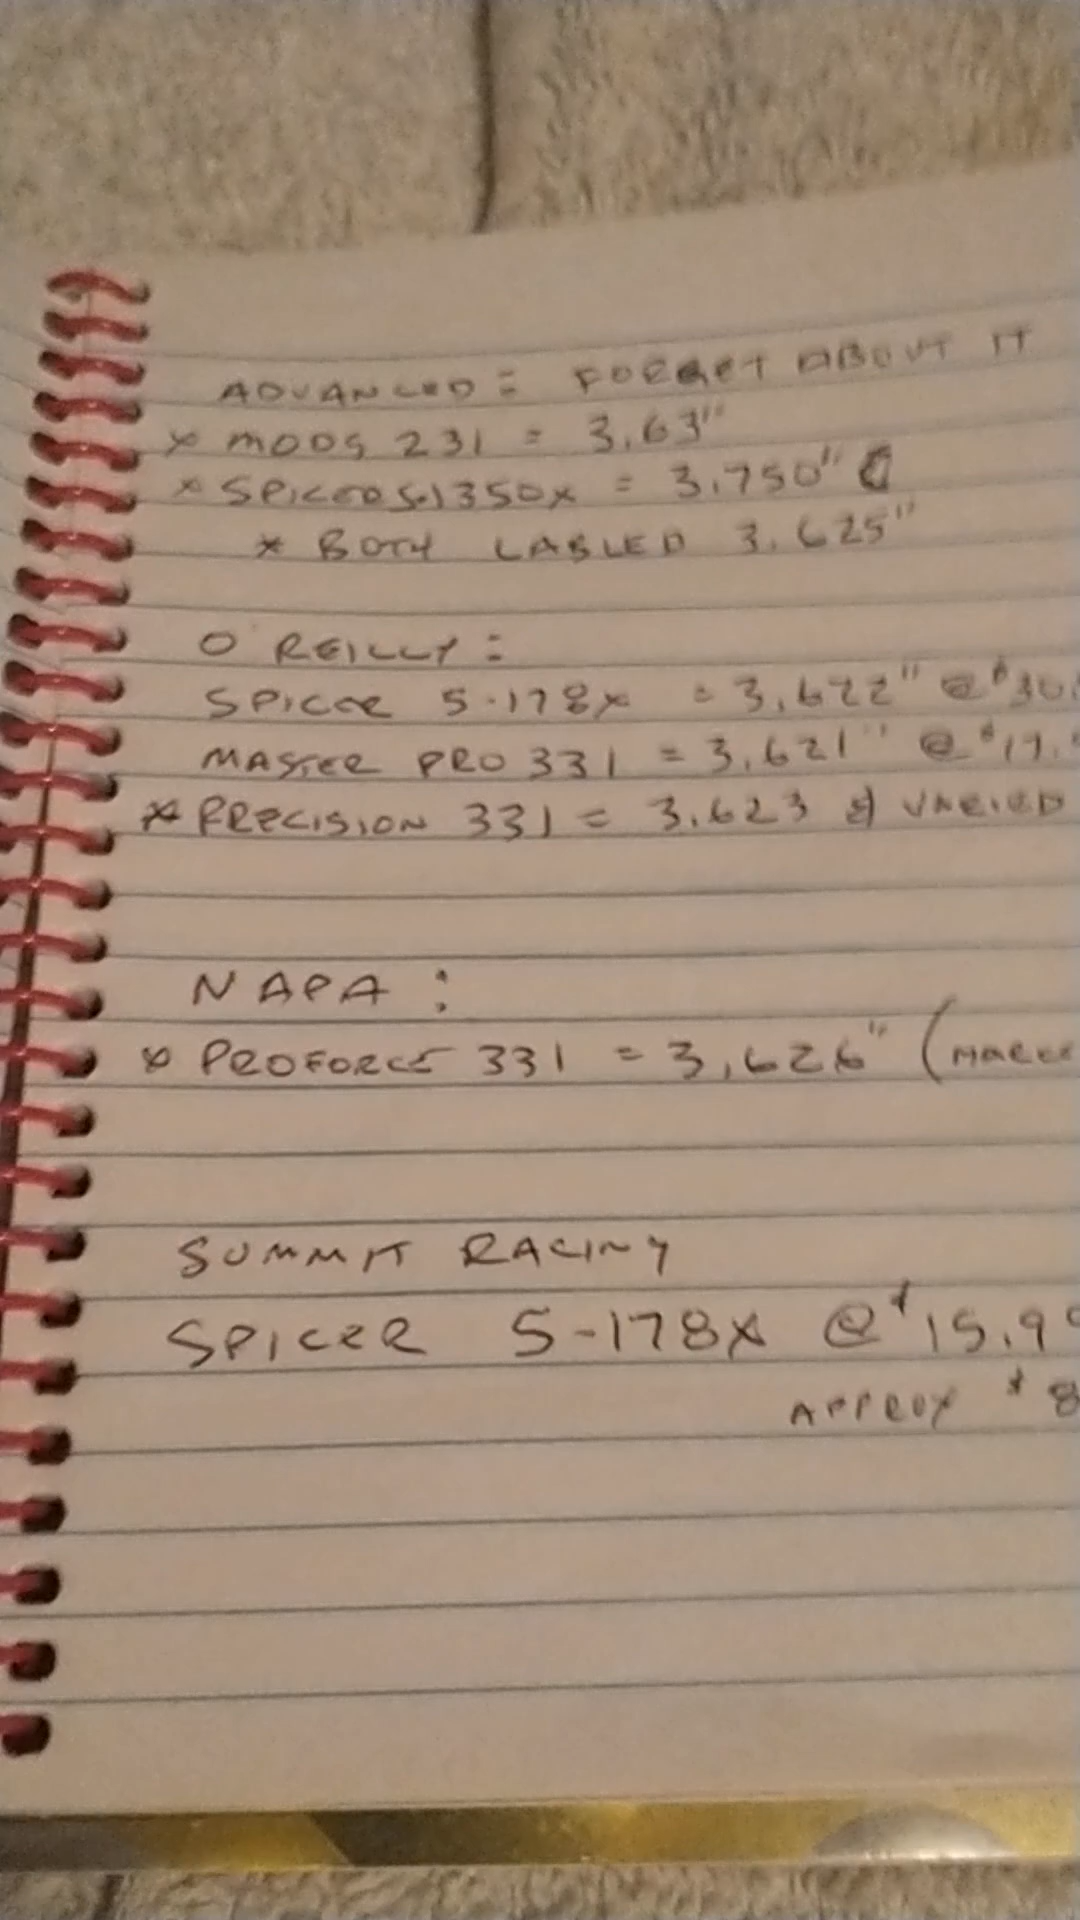 ADVANCED: FORGET ABOUT IT
* MOOG 231 = 3.63"
* SPICER 5-1350X = 3.750"
* BOTH LABLED 3.625"
O REILLY:
SPICER 5-178X = 3.622" @ $30
MASTER PRO 331 = 3.621" @ $17.
* PRECISION 331 = 3.623 & VARIED
NAPA:
* PROFORCE 331 = 3.626" (
SUMMIT RACING
SPICER 5-178X @ $15.9
APPROX $8